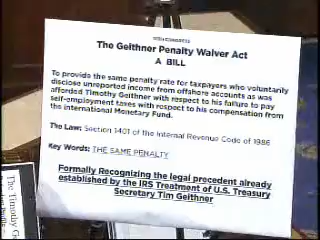 The Geithner Penalty Waiver Act
A BILL
To provide the same penalty rate for taxpayers who voluntarily
disclose unreported income from offshore accounts as was
afforded Timothy Geithner with respect to his failure to pay
self-employment taxes with respect to his compensation from
the International Monetary Fund.
The Law: Section 1401 of the Internal Revenue Code of 1986
Key Words: THE SAME PENALTY
Formally Recognizing the legal precedent already
established by the IRS Treatment of U.S. Treasury
Secretary Tim Geithner
The Timothy G